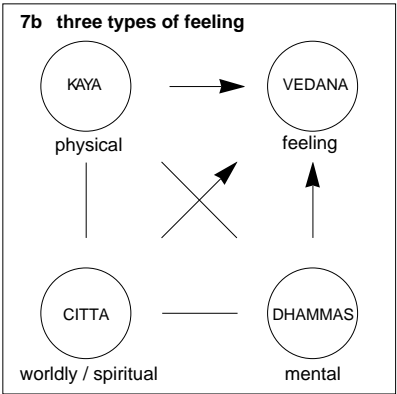 7b three types of feeling
KAYA
VEDANA
physical
feeling
CITTA
DHAMMAS
worldly / spiritual
mental